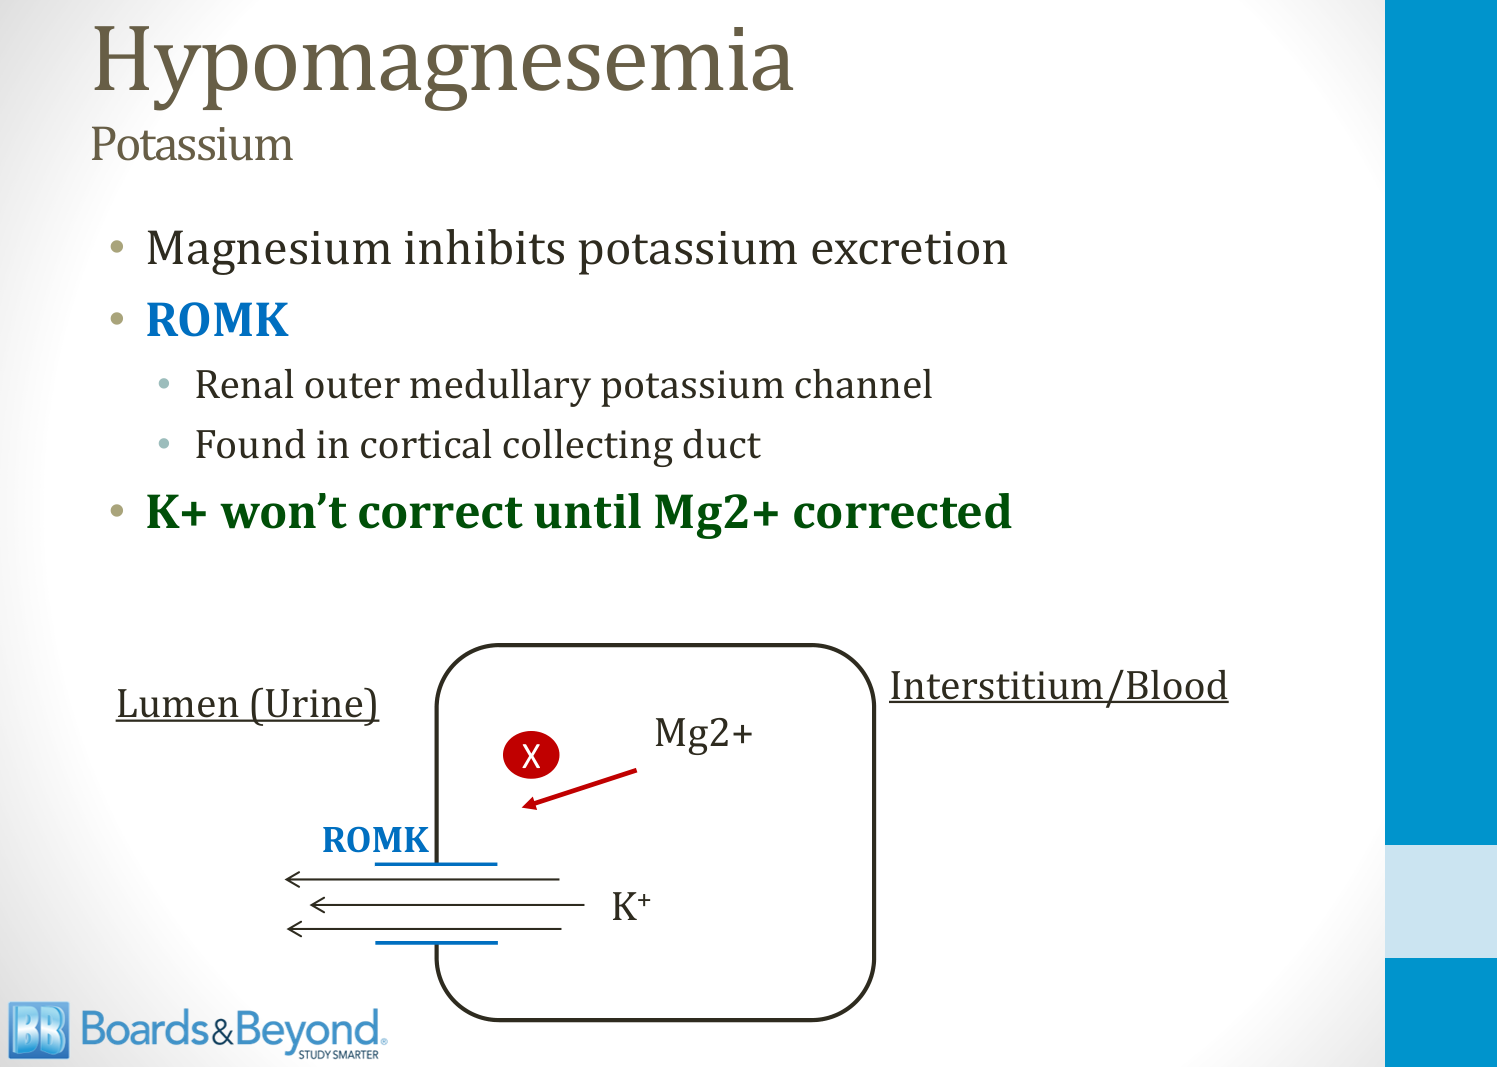 Hypomagnesemia
Potassium
• Magnesium inhibits potassium excretion
• ROMK
• Renal outer medullary potassium channel
• Found in cortical collecting duct
• K+ won’t correct until Mg2+ corrected
Lumen (Urine)
Interstitium/Blood
Mg2+
X
ROMK
K⁺
BB Boards&Beyond®
STUDY SMARTER